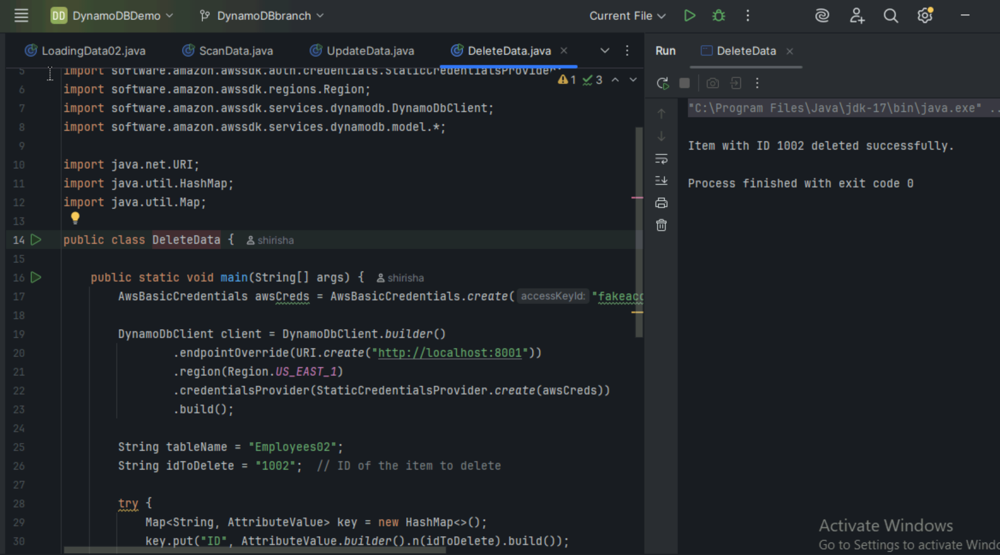 DD DynamoDBDemo DynamoDBbranch Current File
LoadingData02.java ScanData.java UpdateData.java DeleteData.java
Run DeleteData
1 3
5 import software.amazon.awssdk.auth.credentials.StaticCredentialsProvider;
6 import software.amazon.awssdk.regions.Region;
7 import software.amazon.awssdk.services.dynamodb.DynamoDbClient;
8 import software.amazon.awssdk.services.dynamodb.model.*;
9
10 import java.net.URI;
11 import java.util.HashMap;
12 import java.util.Map;
13
14 public class DeleteData { shirisha
15
16 public static void main(String[] args) { shirisha
17 AwsBasicCredentials awsCreds = AwsBasicCredentials.create( accessKeyId: "fakeacc
18
19 DynamoDbClient client = DynamoDbClient.builder()
20 .endpointOverride(URI.create("http://localhost:8001"))
21 .region(Region.US_EAST_1)
22 .credentialsProvider(StaticCredentialsProvider.create(awsCreds))
23 .build();
24
25 String tableName = "Employees02";
26 String idToDelete = "1002"; // ID of the item to delete
27
28 try {
29 Map<String, AttributeValue> key = new HashMap<>();
30 key.put("ID", AttributeValue.builder().n(idToDelete).build());
"C:\Program Files\Java\jdk-17\bin\java.exe" ..
Item with ID 1002 deleted successfully.
Process finished with exit code 0
Activate Windows
Go to Settings to activate Windo